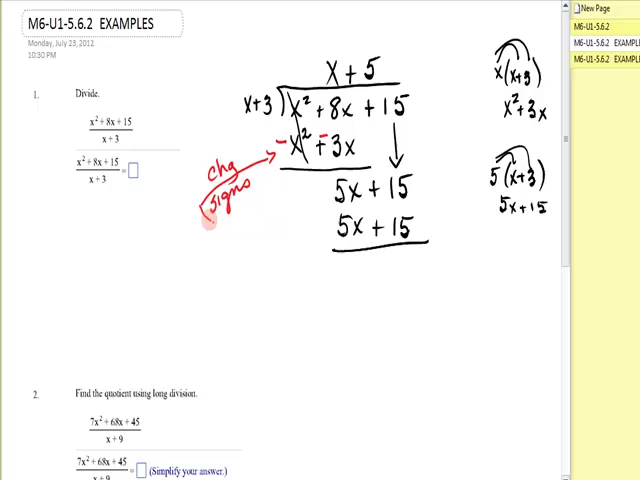 M6-U1-5.6.2 EXAMPLES
Monday, July 23, 2012
10:30 PM
1. Divide.
x² + 8x + 15
x + 3
x² + 8x + 15
x + 3
=
x + 5
x+3 ) x² + 8x + 15
- x² - + 3x
5x + 15
5x + 15
chg
signs
x(x+3)
x² + 3x
5(x+3)
5x+15
2. Find the quotient using long division.
7x² + 68x + 45
x + 9
7x² + 68x + 45
x + 9
= (Simplify your answer.)
New Page
M6-U1-5.6.2
M6-U1-5.6.2 EXAMPLE
M6-U1-5.6.2 EXAMPLE